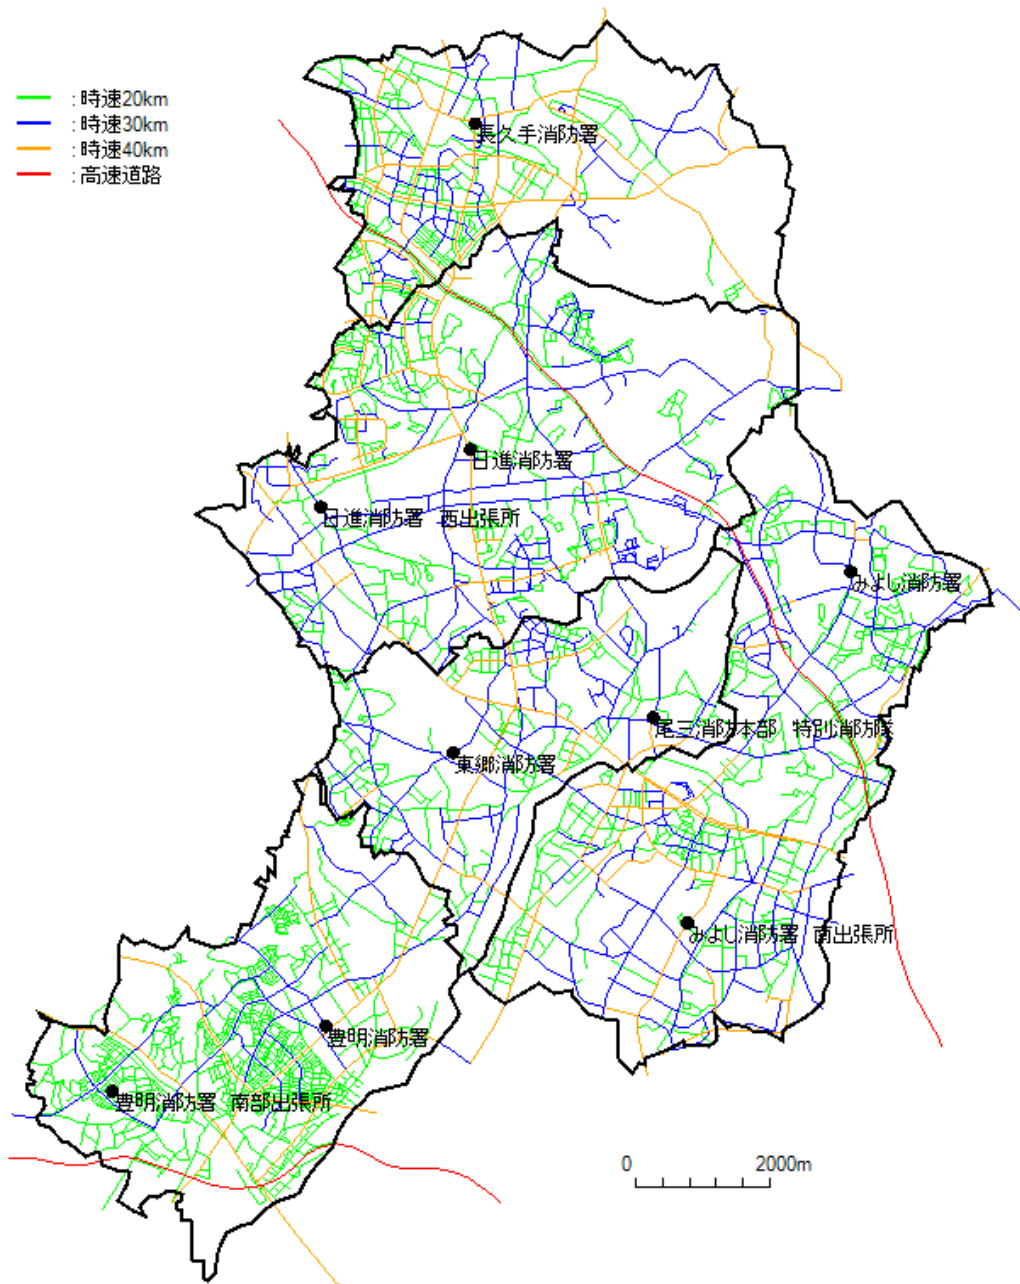 : 時速20km
: 時速30km
: 時速40km
: 高速道路
長久手消防署
日進消防署
日進消防署 西出張所
みよし消防署
尾三消防本部 特別消防隊
東郷消防署
みよし消防署 南出張所
豊明消防署
豊明消防署 南部出張所
0 2000m